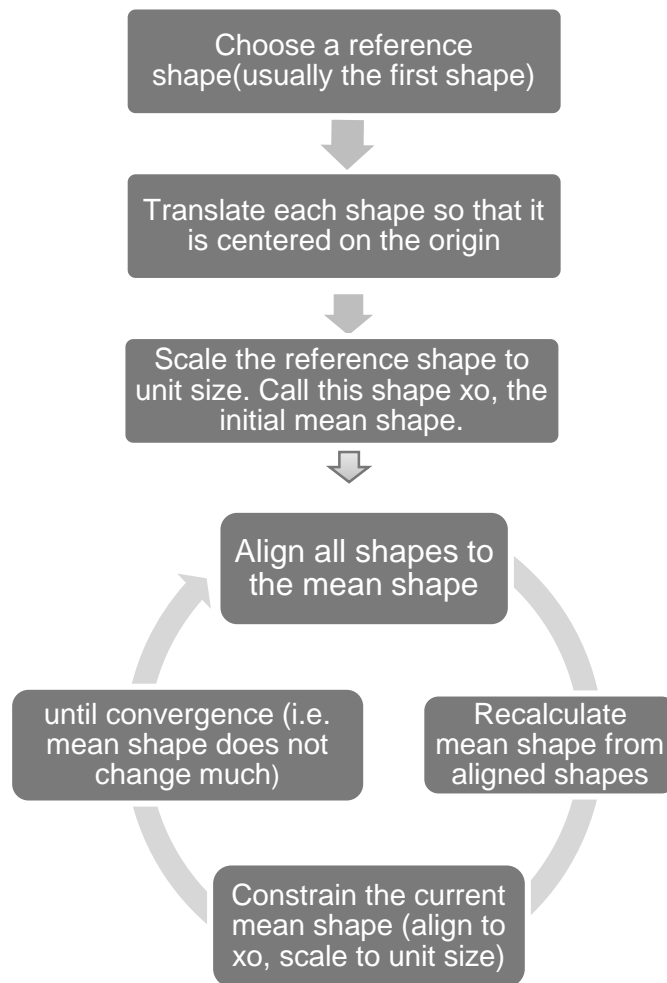 Choose a reference
shape(usually the first shape)
Translate each shape so that it
is centered on the origin
Scale the reference shape to
unit size. Call this shape xo, the
initial mean shape.
Align all shapes to
the mean shape
Recalculate
mean shape from
aligned shapes
Constrain the current
mean shape (align to
xo, scale to unit size)
until convergence (i.e.
mean shape does not
change much)